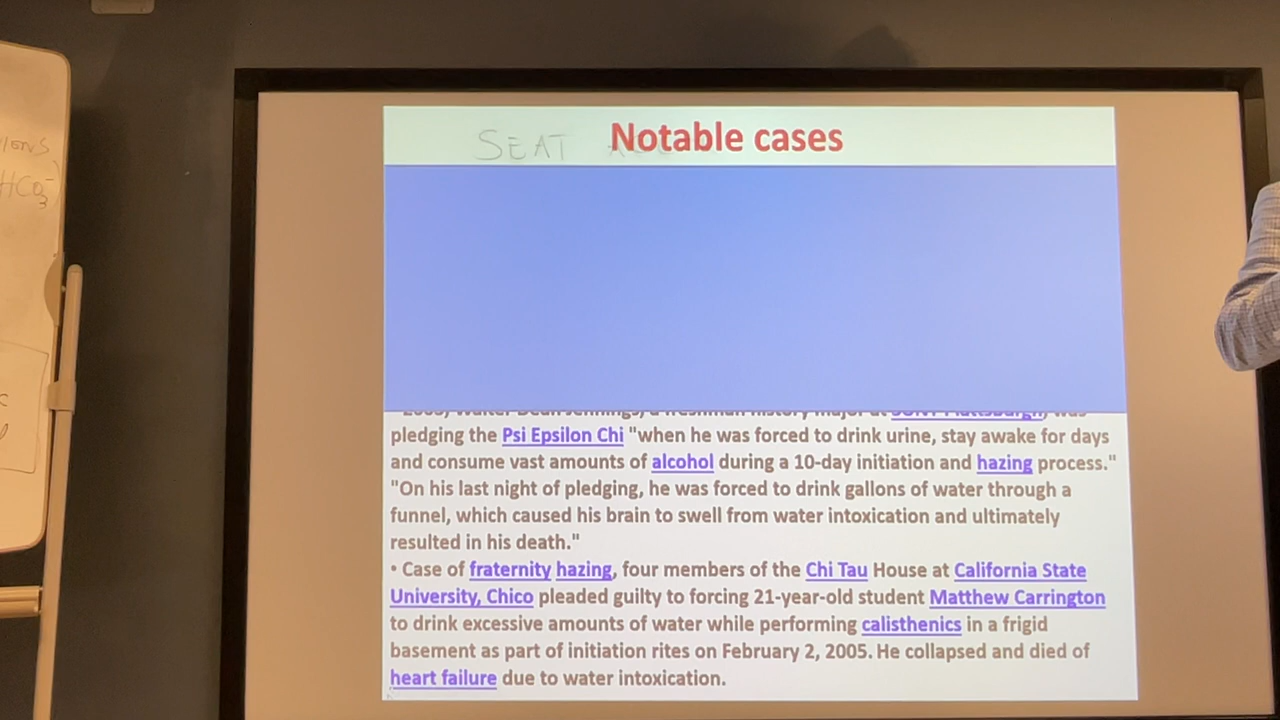 IONS
HCO₃⁻)
SEAT
Notable cases
pledging the Psi Epsilon Chi "when he was forced to drink urine, stay awake for days
and consume vast amounts of alcohol during a 10-day initiation and hazing process."
"On his last night of pledging, he was forced to drink gallons of water through a
funnel, which caused his brain to swell from water intoxication and ultimately
resulted in his death."
• Case of fraternity hazing, four members of the Chi Tau House at California State
University, Chico pleaded guilty to forcing 21-year-old student Matthew Carrington
to drink excessive amounts of water while performing calisthenics in a frigid
basement as part of initiation rites on February 2, 2005. He collapsed and died of
heart failure due to water intoxication.